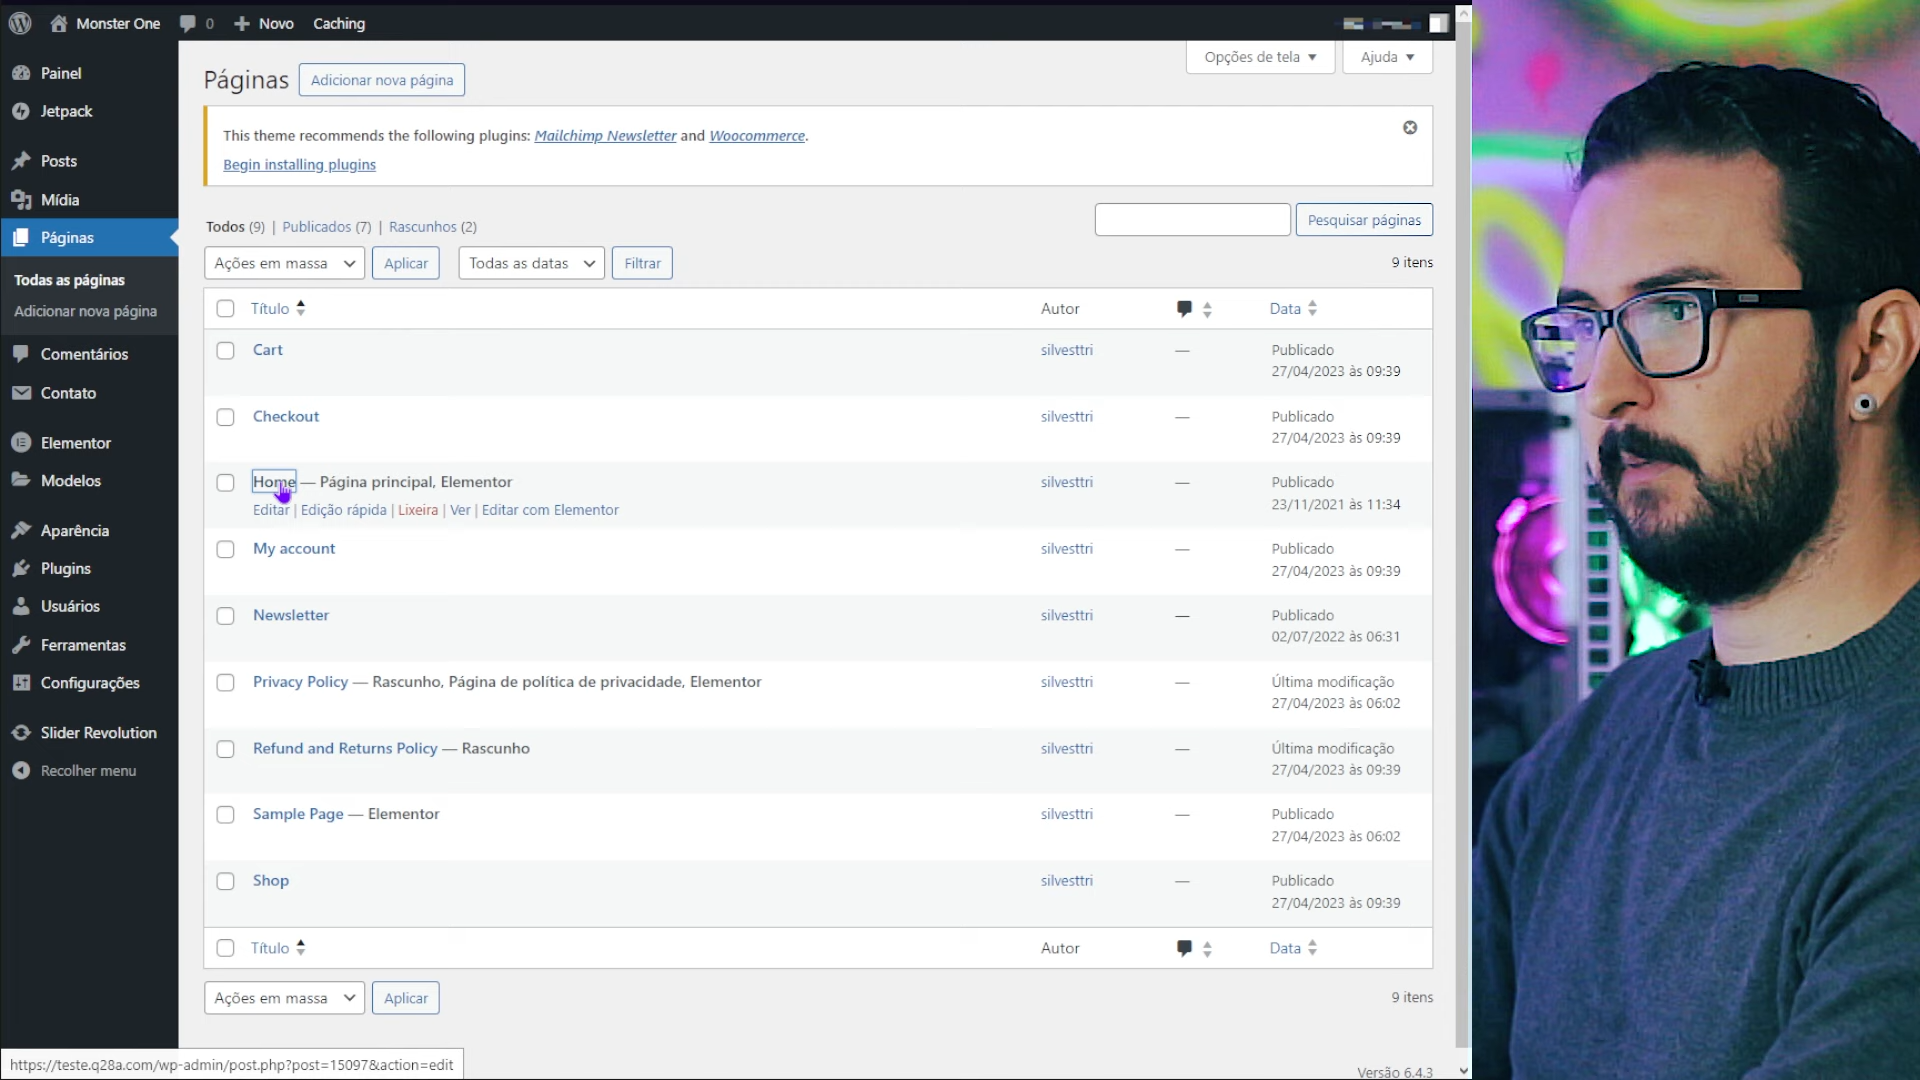 Monster One 0 Novo Caching
Painel
Jetpack
Posts
Mídia
Páginas
Todas as páginas
Adicionar nova página
Comentários
Contato
Elementor
Modelos
Aparência
Plugins
Usuários
Ferramentas
Configurações
Slider Revolution
Recolher menu
Opções de tela Ajuda
Páginas Adicionar nova página
This theme recommends the following plugins: Mailchimp Newsletter and Woocommerce.
Begin installing plugins
Todos (9) | Publicados (7) | Rascunhos (2)
Pesquisar páginas
Ações em massa Aplicar Todas as datas Filtrar 9 itens
Título Autor Data
Cart silvesttri — Publicado
27/04/2023 às 09:39
Checkout silvesttri — Publicado
27/04/2023 às 09:39
Home — Página principal, Elementor silvesttri — Publicado
23/11/2021 às 11:34
Editar | Edição rápida | Lixeira | Ver | Editar com Elementor
My account silvesttri — Publicado
27/04/2023 às 09:39
Newsletter silvesttri — Publicado
02/07/2022 às 06:31
Privacy Policy — Rascunho, Página de política de privacidade, Elementor silvesttri — Última modificação
27/04/2023 às 06:02
Refund and Returns Policy — Rascunho silvesttri — Última modificação
27/04/2023 às 09:39
Sample Page — Elementor silvesttri — Publicado
27/04/2023 às 06:02
Shop silvesttri — Publicado
27/04/2023 às 09:39
Título Autor Data
Ações em massa Aplicar 9 itens
https://teste.q28a.com/wp-admin/post.php?post=15097&action=edit
Versão 6.4.3